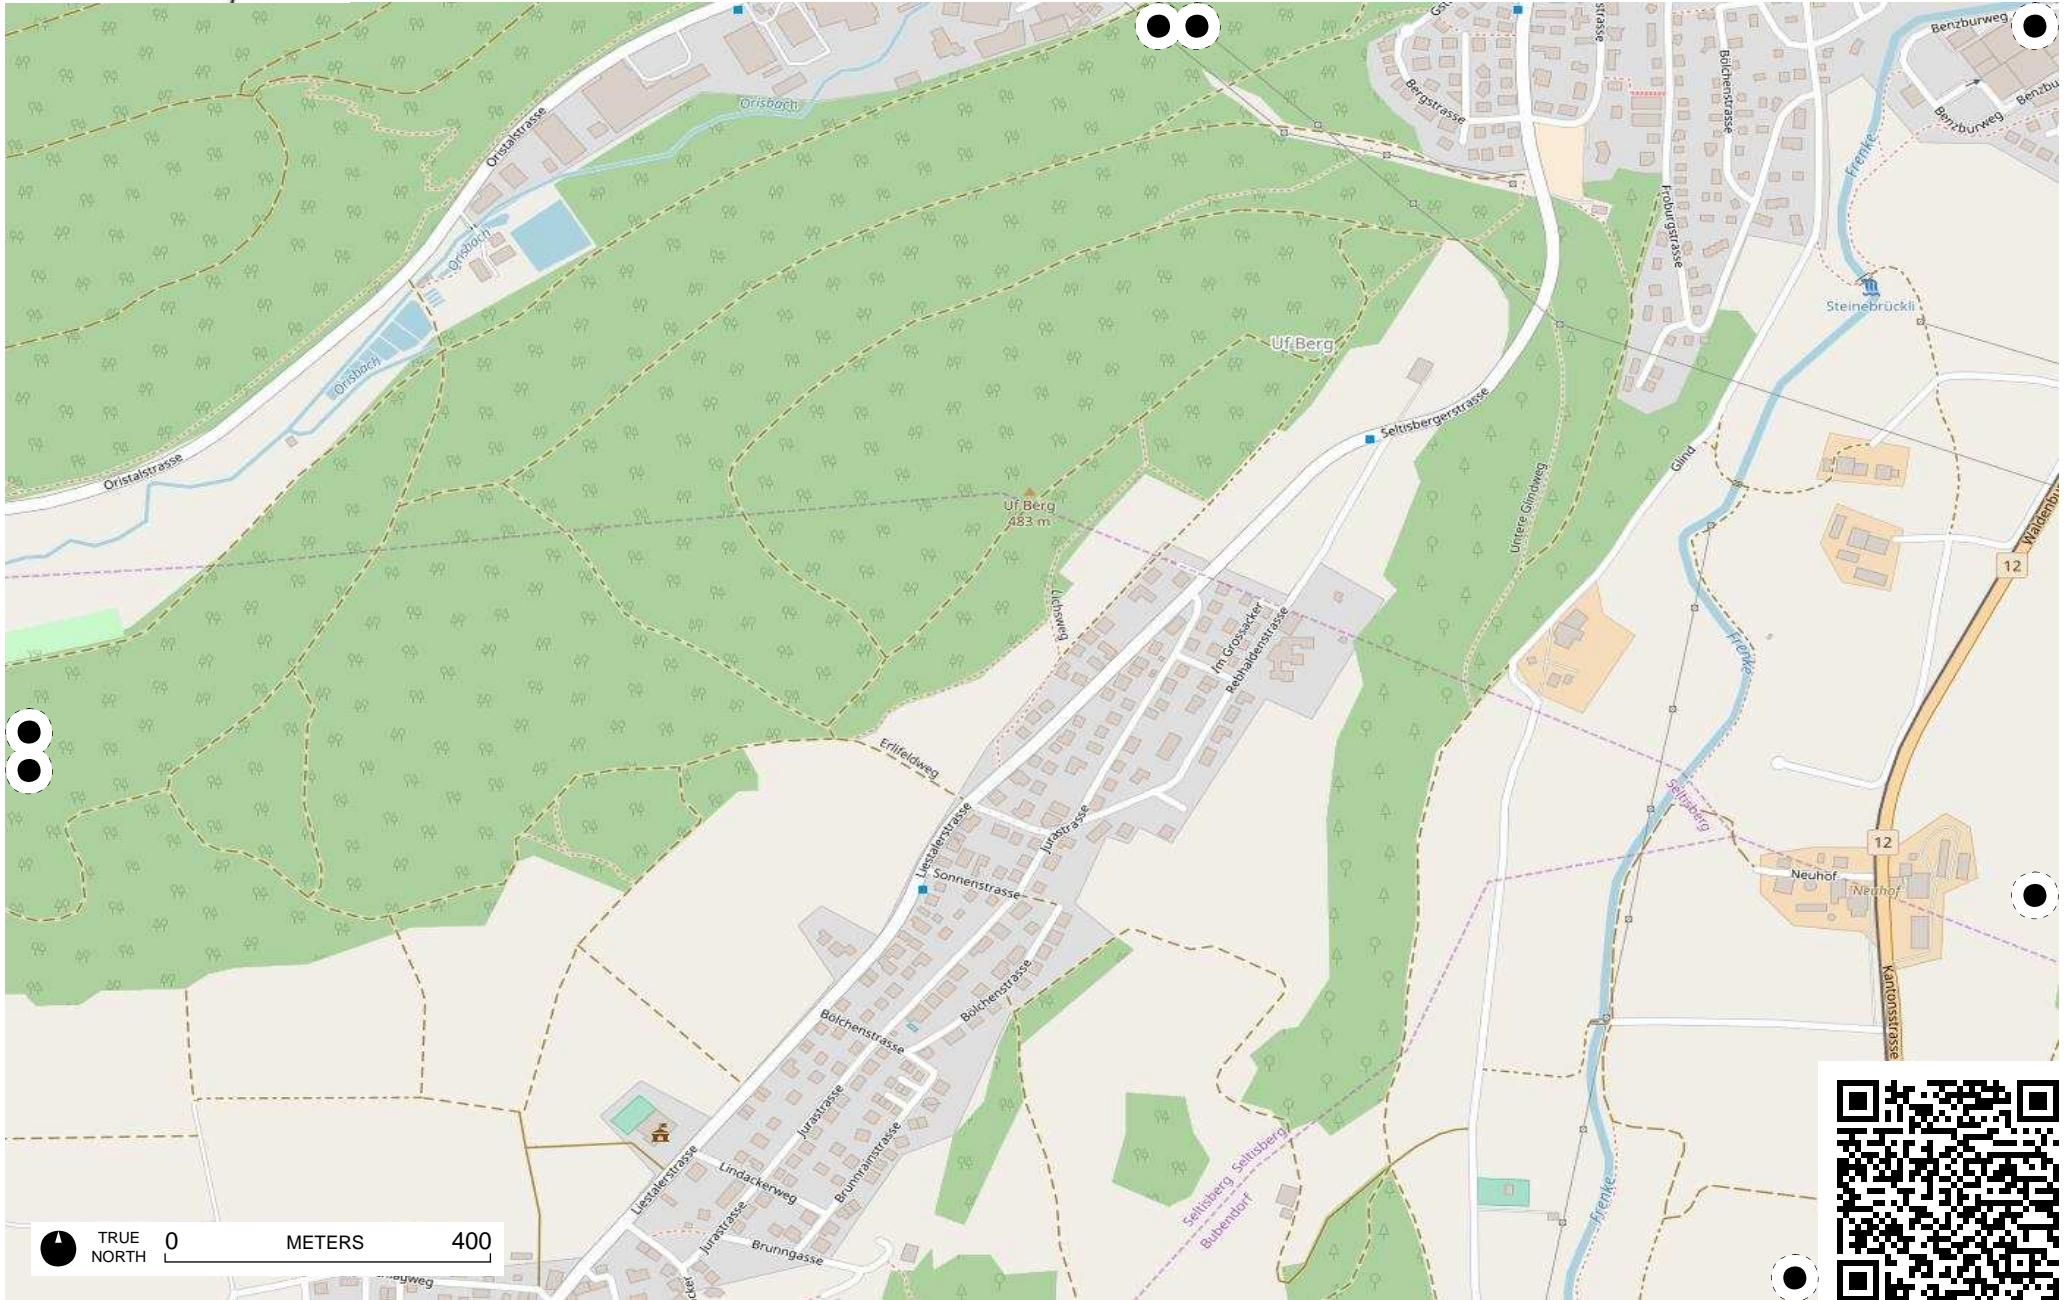 Benzburgweg
Orisbach
Bölchenstrasse
Bergstrasse
Oristalstrasse
Benzburgweg
Frenke
Froburgstrasse
Orisbach
Steinebrückli
Uf Berg
Orisbach
Seltisbergerstrasse
Oristalstrasse
Glind
Untere Glindweg
Uf Berg
483 m
12
Lichsweg
Im Grossacker
Rebhaldenstrasse
Frenke
Erlifeldweg
Seltisberg
Liestalerstrasse
Jurastrasse
12
Sonnenstrasse
Neuhof
Neuhof
Bölchenstrasse
Bölchenstrasse
Kantonsstrasse
Jurastrasse
Brunnrainstrasse
Seltisberg
Seltisberg
Bubendorf
Liestalerstrasse
Lindackerweg
Jurastrasse
Frenke
Brunngasse
TRUE
NORTH
0 METERS 400